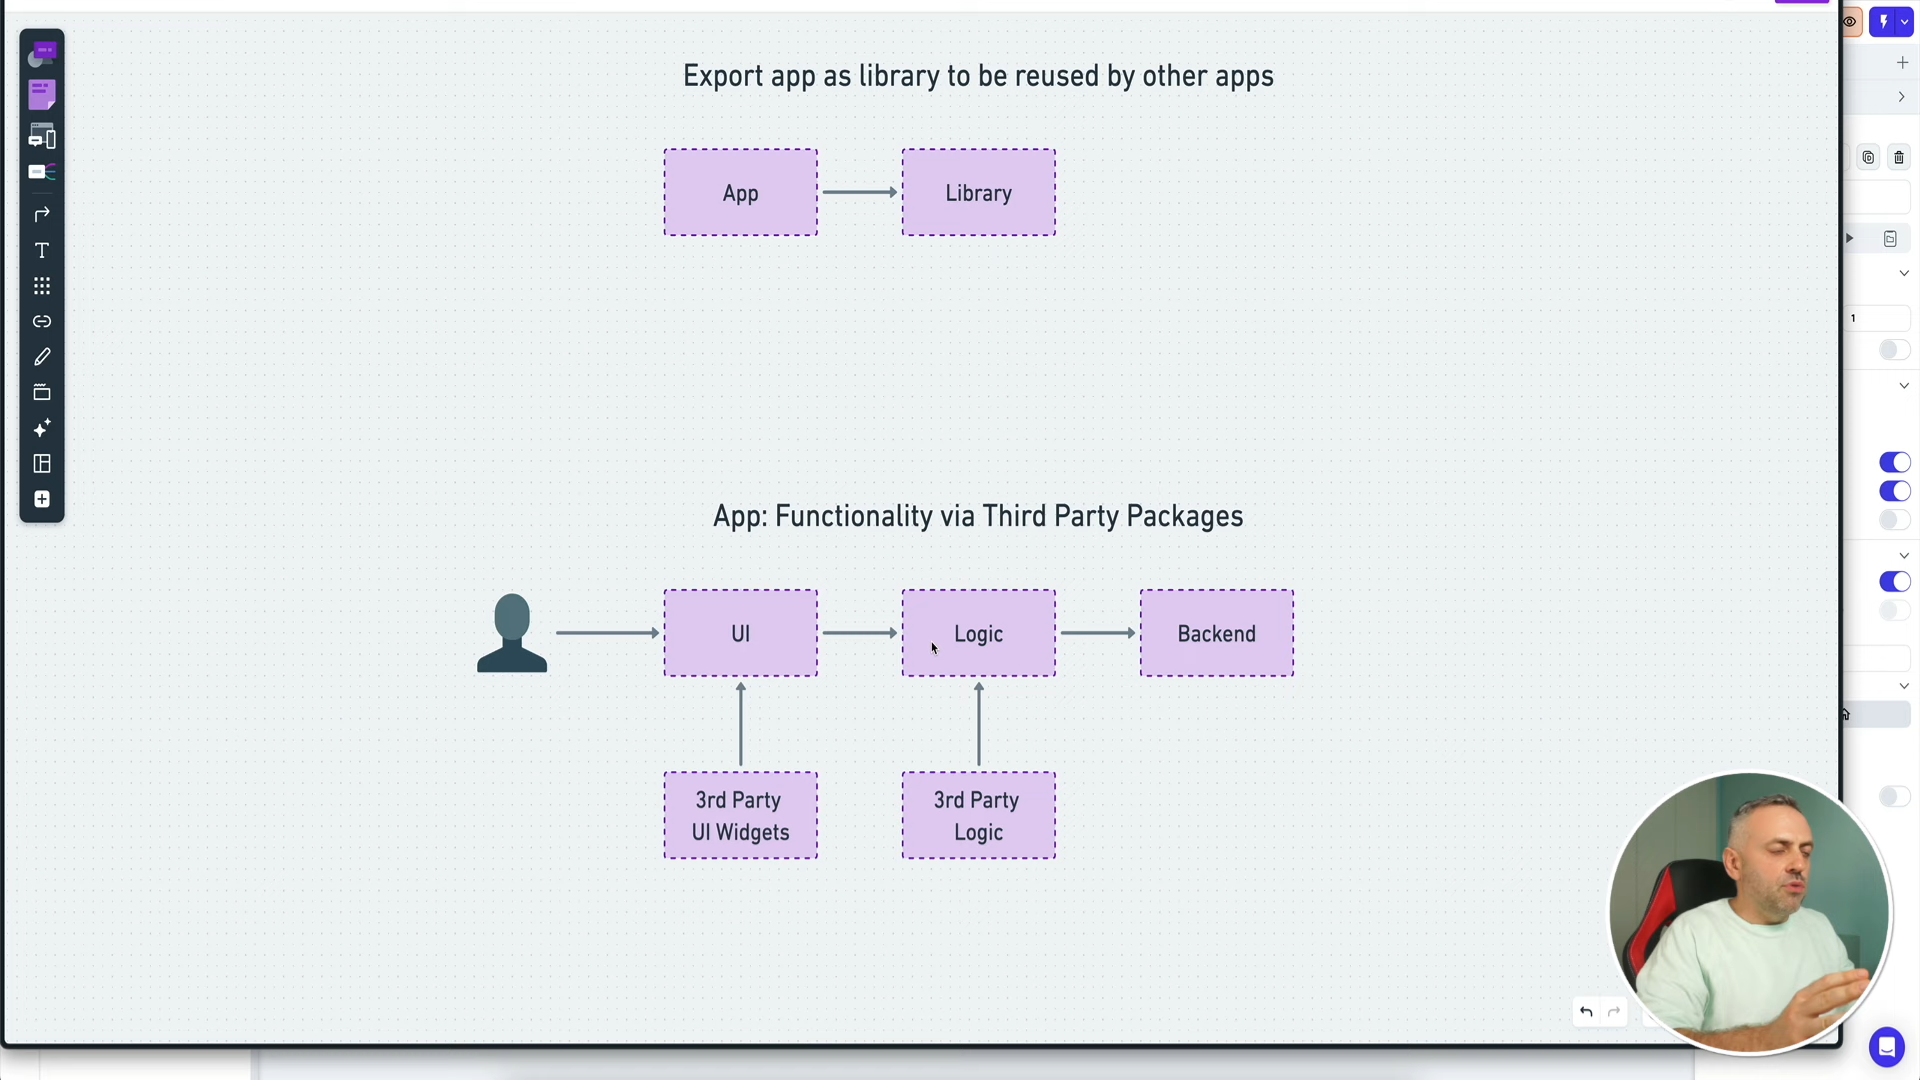 Export app as library to be reused by other apps
App
Library
App: Functionality via Third Party Packages
UI
Logic
Backend
3rd Party
UI Widgets
3rd Party
Logic
1